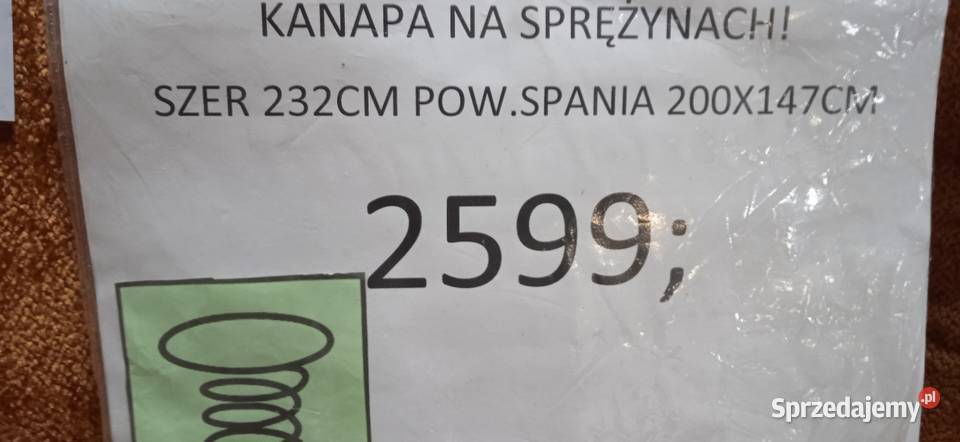 KANAPA NA SPRĘŻYNACH!
SZER 232CM POW.SPANIA 200X147CM
2599;
Sprzedajemy.pl